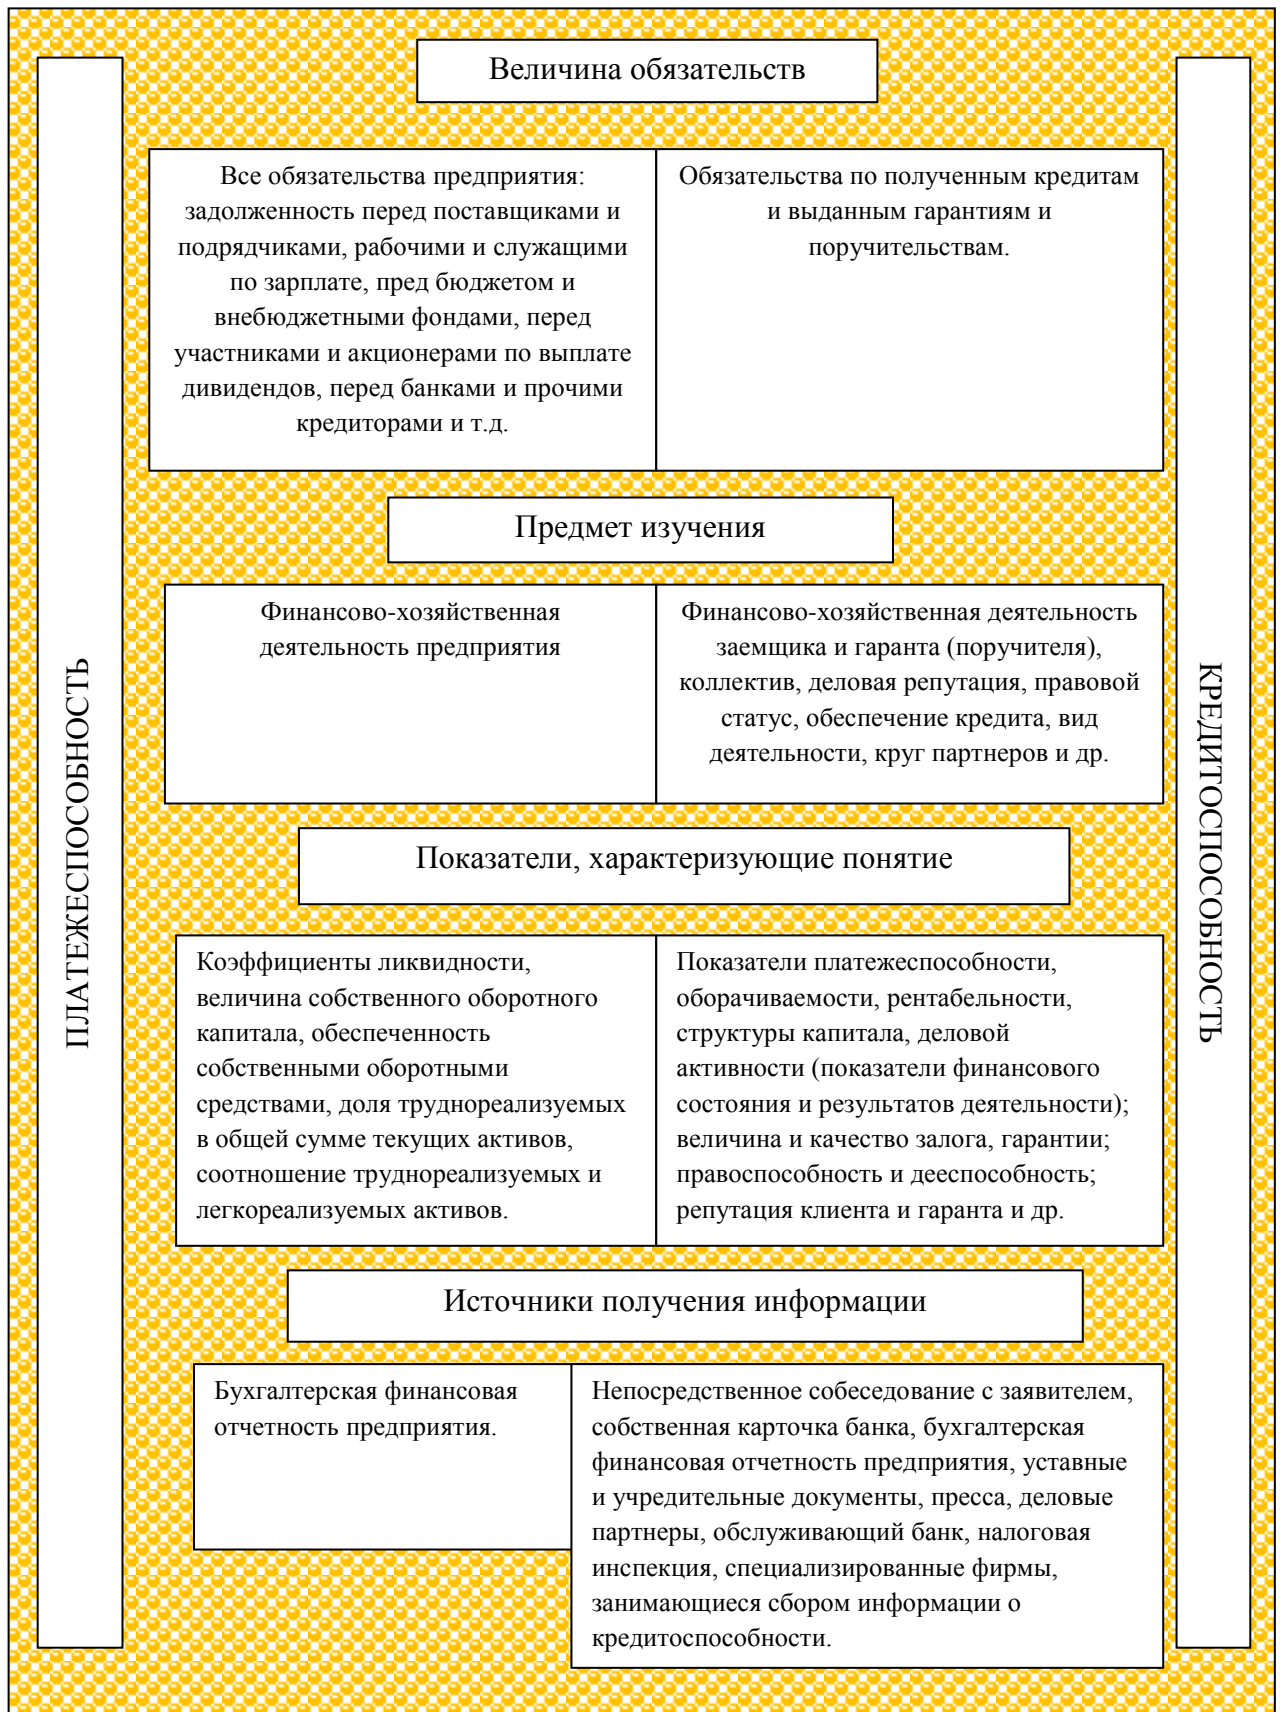 Величина обязательств
Все обязательства предприятия:
задолженность перед поставщиками и
подрядчиками, рабочими и служащими
по зарплате, пред бюджетом и
внебюджетными фондами, перед
участниками и акционерами по выплате
дивидендов, перед банками и прочими
кредиторами и т.д.
Обязательства по полученным кредитам
и выданным гарантиям и
поручительствам.
Предмет изучения
Финансово-хозяйственная
деятельность предприятия
Финансово-хозяйственная деятельность
заемщика и гаранта (поручителя),
коллектив, деловая репутация, правовой
статус, обеспечение кредита, вид
деятельности, круг партнеров и др.
ПЛАТЕЖЕСПОСОБНОСТЬ
КРЕДИТОСПОСОБНОСТЬ
Показатели, характеризующие понятие
Коэффициенты ликвидности,
величина собственного оборотного
капитала, обеспеченность
собственными оборотными
средствами, доля труднореализуемых
в общей сумме текущих активов,
соотношение труднореализуемых и
легкореализуемых активов.
Показатели платежеспособности,
оборачиваемости, рентабельности,
структуры капитала, деловой
активности (показатели финансового
состояния и результатов деятельности);
величина и качество залога, гарантии;
правоспособность и дееспособность;
репутация клиента и гаранта и др.
Источники получения информации
Бухгалтерская финансовая
отчетность предприятия.
Непосредственное собеседование с заявителем,
собственная карточка банка, бухгалтерская
финансовая отчетность предприятия, уставные
и учредительные документы, пресса, деловые
партнеры, обслуживающий банк, налоговая
инспекция, специализированные фирмы,
занимающиеся сбором информации о
кредитоспособности.